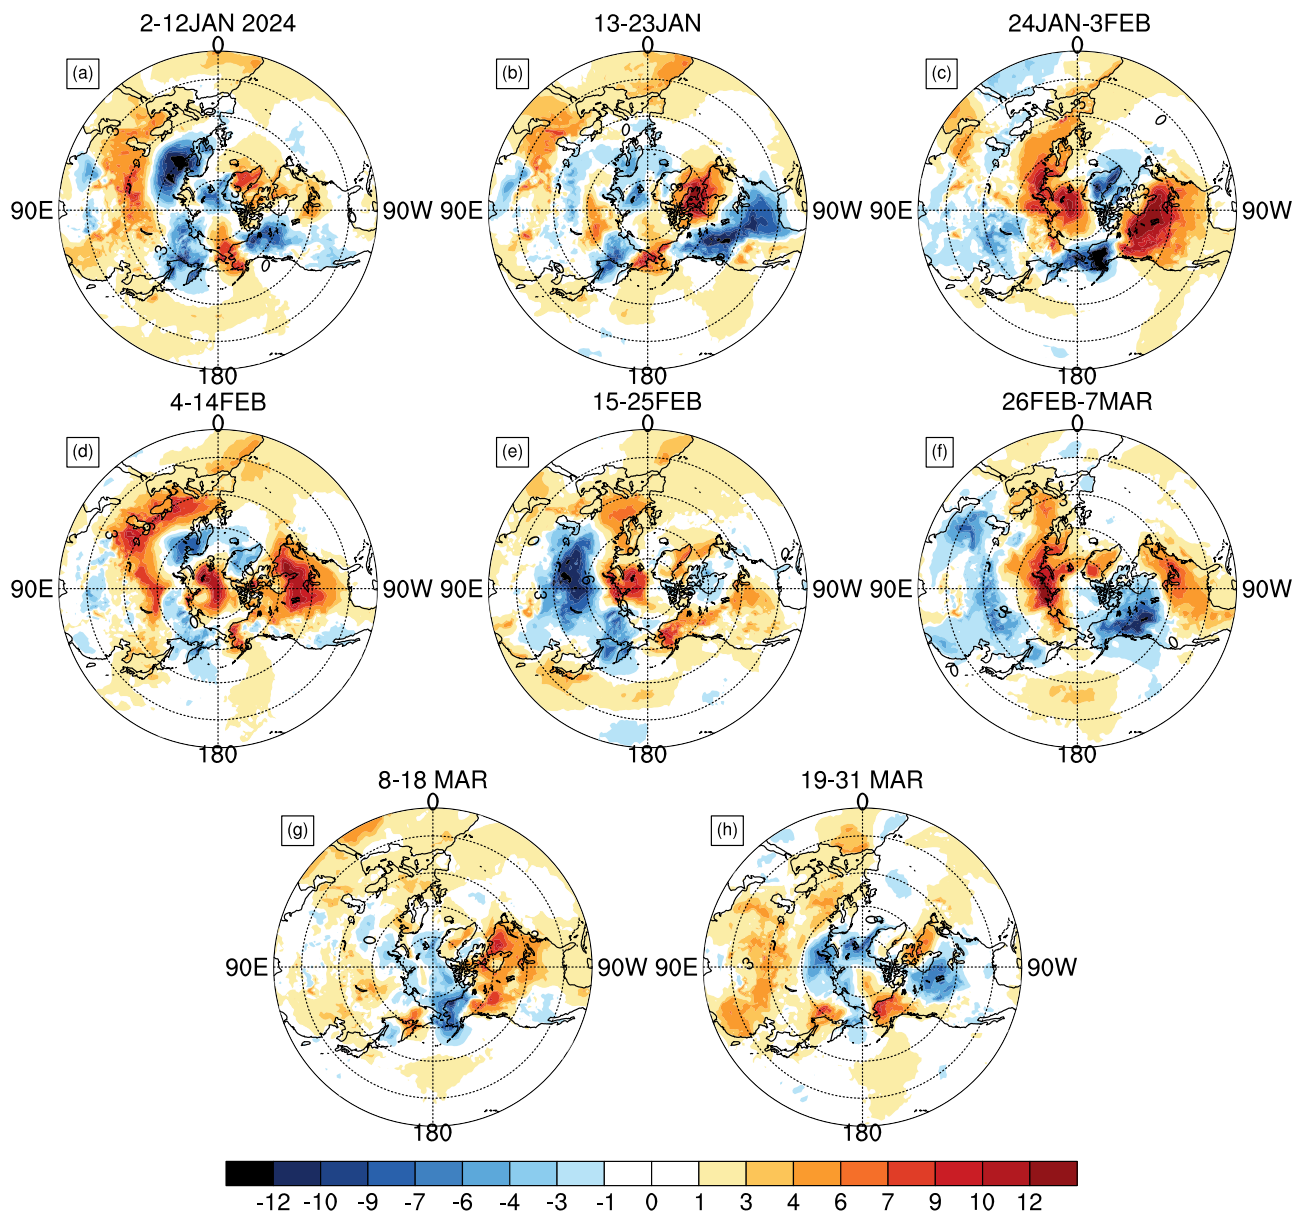 2-12JAN 2024
13-23JAN
24JAN-3FEB
(a) 0
(b) 0
(c) 0
90E 90W
90E 90W
90E 90W
180
180
180
4-14FEB
15-25FEB
26FEB-7MAR
(d) 0
(e) 0
(f) 0
90E 90W
90E 90W
90E 90W
180
180
180
8-18 MAR
19-31 MAR
(g) 0
(h) 0
90E 90W
90E 90W
180
180
-12 -10 -9 -7 -6 -4 -3 -1 0 1 3 4 6 7 9 10 12